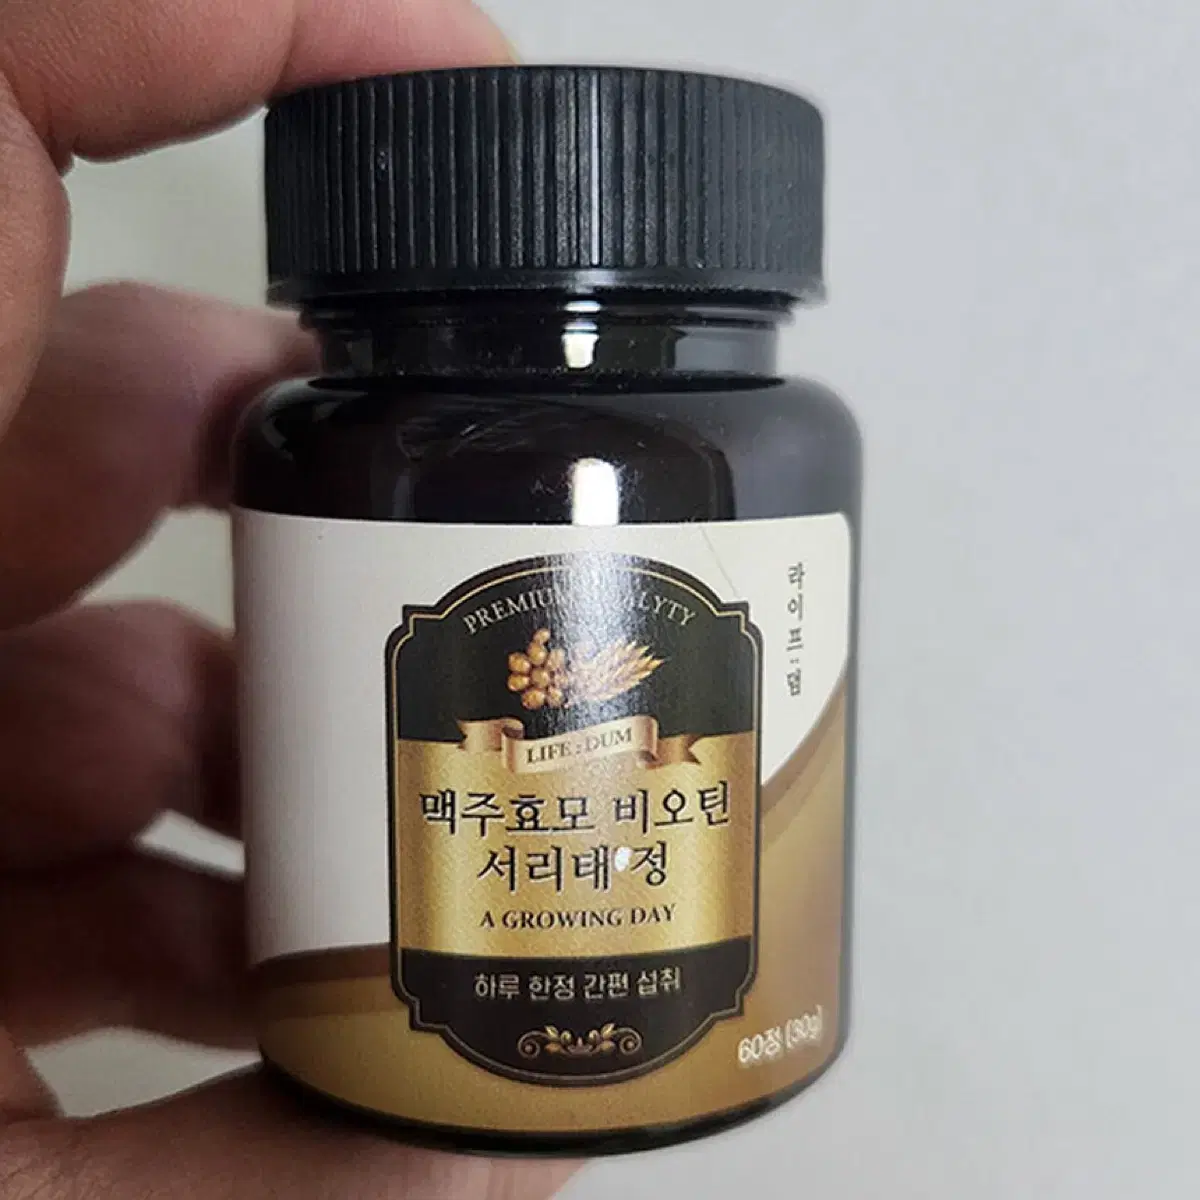 PREMIUM
LIFE : DUM
맥주효모 비오틴
서리태 정
A GROWING DAY
하루 한정 간편 섭취
라이프:덤
60정 (30g)